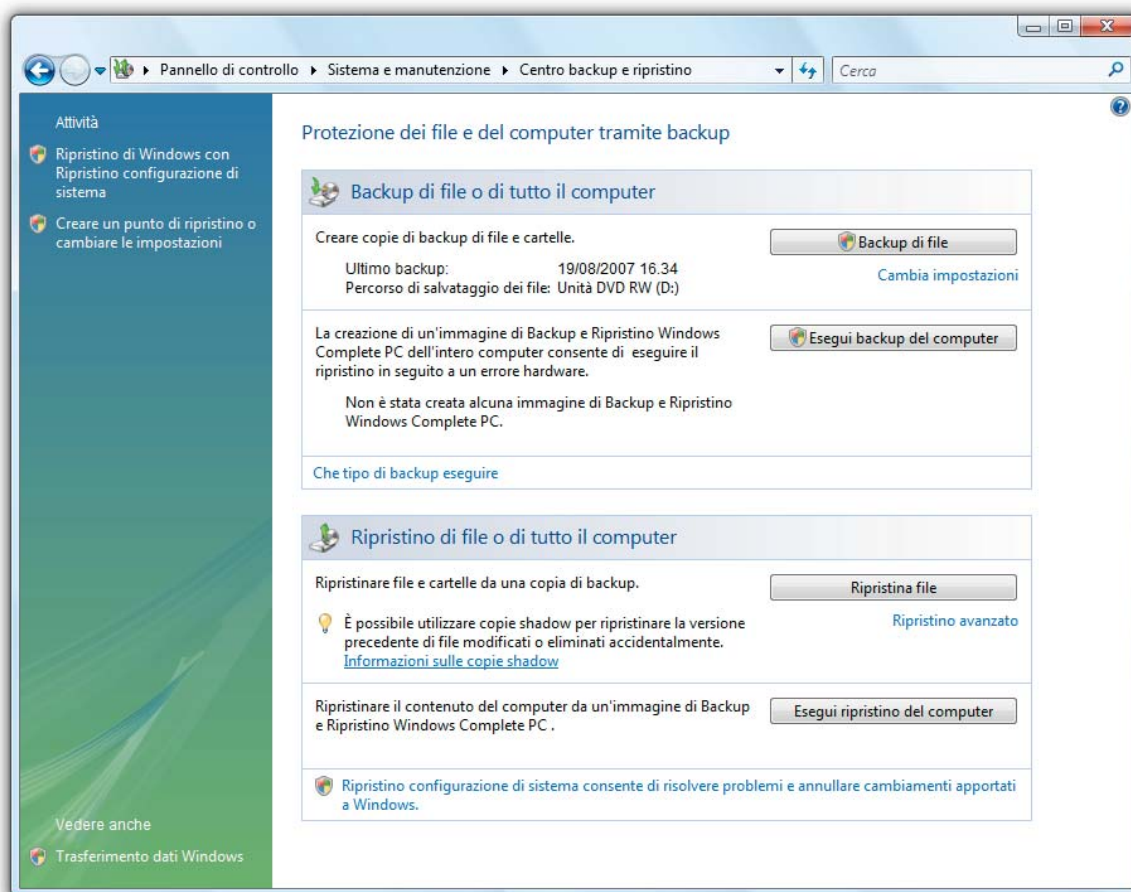 Pannello di controllo ▸ Sistema e manutenzione ▸ Centro backup e ripristino
Cerca
Attività
Ripristino di Windows con
Ripristino configurazione di
sistema
Creare un punto di ripristino o
cambiare le impostazioni
Protezione dei file e del computer tramite backup
Backup di file o di tutto il computer
Creare copie di backup di file e cartelle.
Backup di file
Ultimo backup: 19/08/2007 16.34
Percorso di salvataggio dei file: Unità DVD RW (D:)
Cambia impostazioni
La creazione di un'immagine di Backup e Ripristino Windows
Complete PC dell'intero computer consente di eseguire il
ripristino in seguito a un errore hardware.
Esegui backup del computer
Non è stata creata alcuna immagine di Backup e Ripristino
Windows Complete PC.
Che tipo di backup eseguire
Ripristino di file o di tutto il computer
Ripristinare file e cartelle da una copia di backup.
Ripristina file
È possibile utilizzare copie shadow per ripristinare la versione
precedente di file modificati o eliminati accidentalmente.
Informazioni sulle copie shadow
Ripristino avanzato
Ripristinare il contenuto del computer da un'immagine di Backup
e Ripristino Windows Complete PC .
Esegui ripristino del computer
Ripristino configurazione di sistema consente di risolvere problemi e annullare cambiamenti apportati
a Windows.
Vedere anche
Trasferimento dati Windows